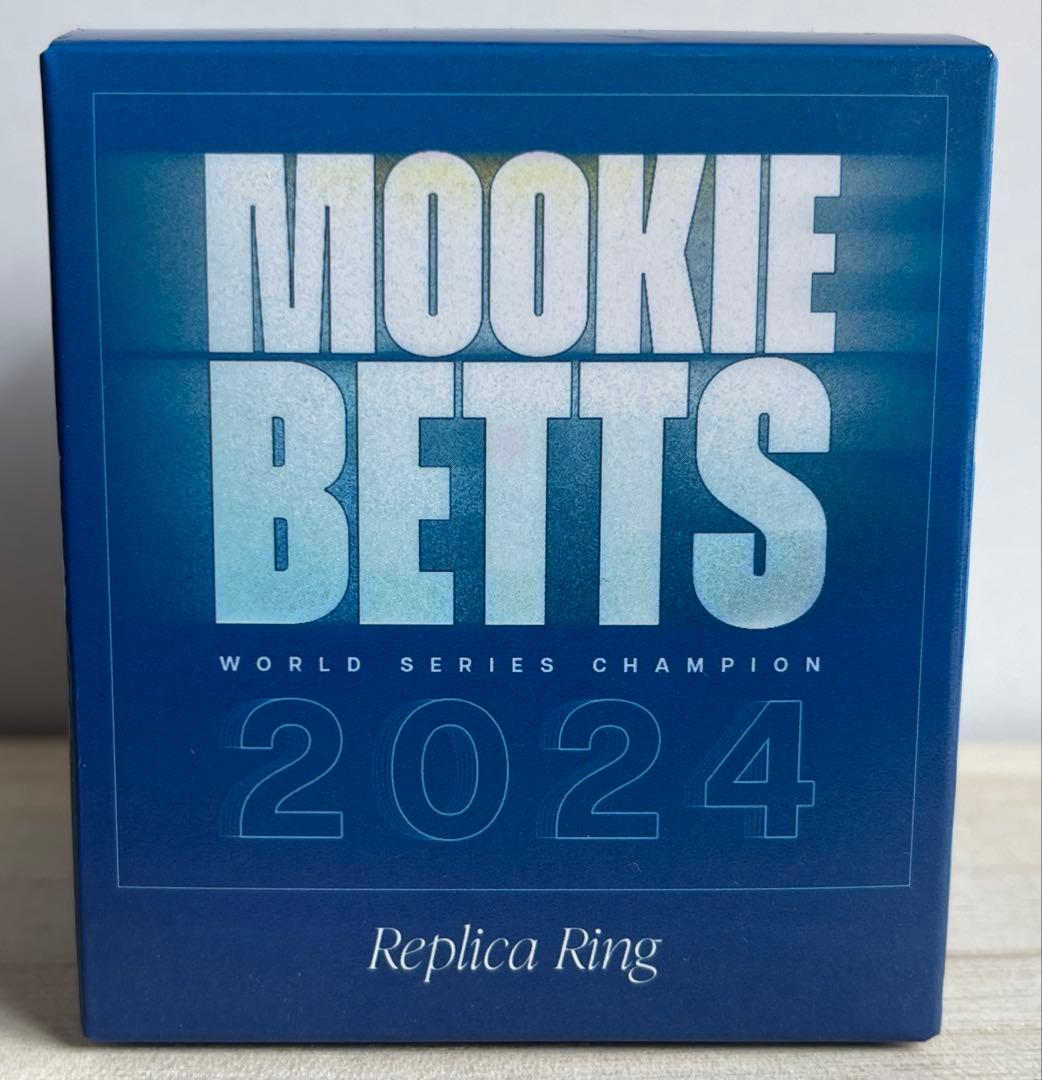 MOOKIE
BETTS
WORLD SERIES CHAMPION
2024
Replica Ring